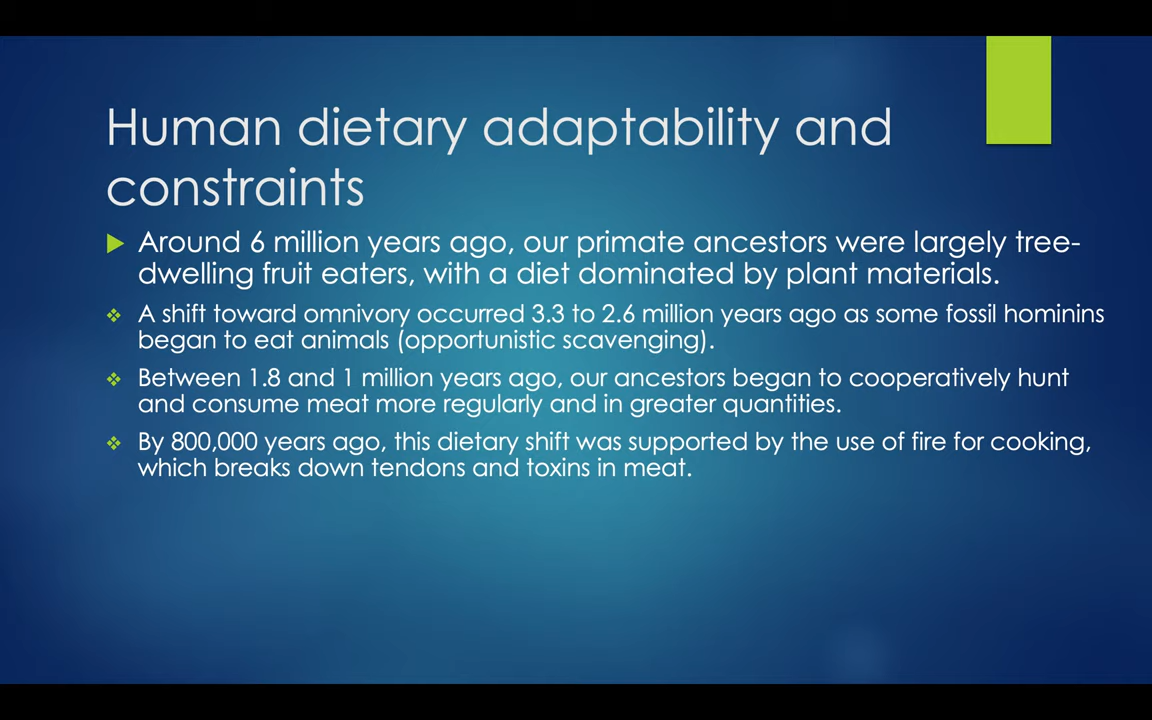 Human dietary adaptability and
constraints
Around 6 million years ago, our primate ancestors were largely tree-
dwelling fruit eaters, with a diet dominated by plant materials.
A shift toward omnivory occurred 3.3 to 2.6 million years ago as some fossil hominins
began to eat animals (opportunistic scavenging).
Between 1.8 and 1 million years ago, our ancestors began to cooperatively hunt
and consume meat more regularly and in greater quantities.
By 800,000 years ago, this dietary shift was supported by the use of fire for cooking,
which breaks down tendons and toxins in meat.